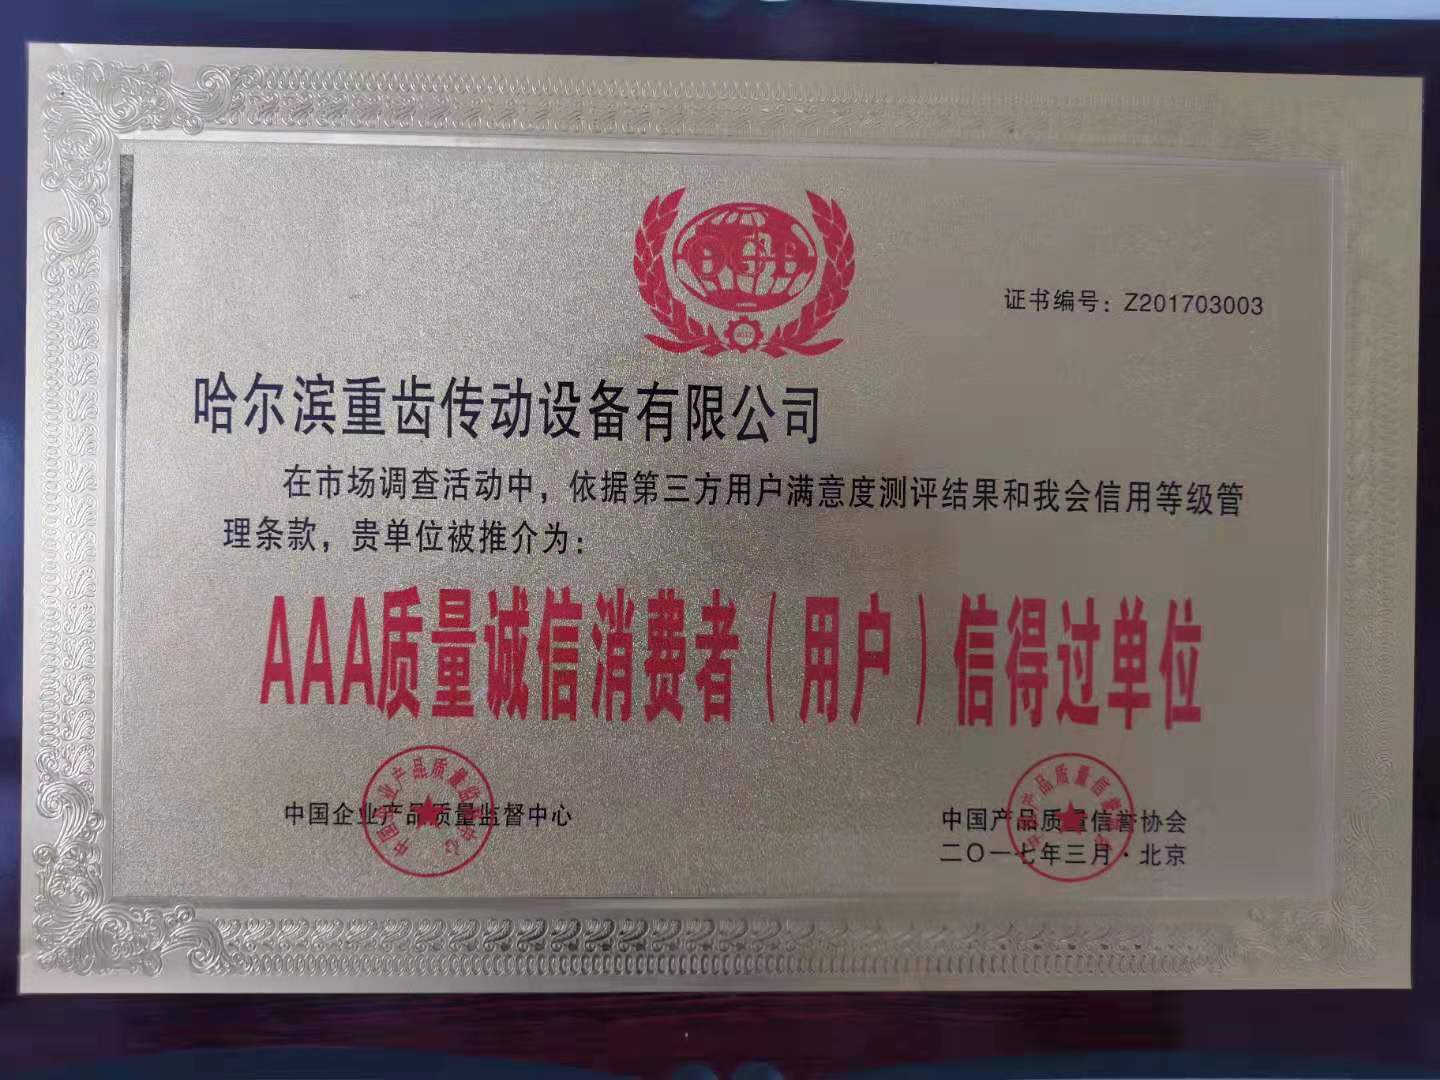 证书编号：Z201703003
哈尔滨重齿传动设备有限公司
在市场调查活动中，依据第三方用户满意度测评结果和我会信用等级管
理条款，贵单位被推介为：
AAA质量诚信消费者（用户）信得过单位
中国企业产品质量监督中心
中国产品质量信誉协会
二〇一七年三月·北京